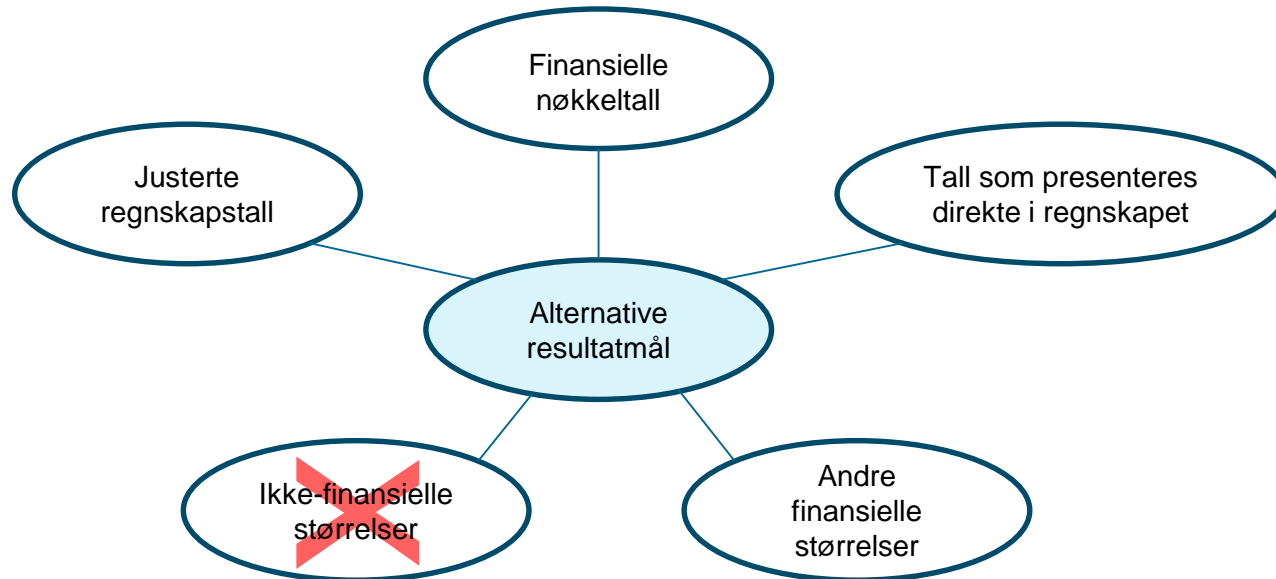 Finansielle
nøkkeltall
Justerte
regnskapstall
Tall som presenteres
direkte i regnskapet
Alternative
resultatmål
Ikke-finansielle
størrelser
Andre
finansielle
størrelser